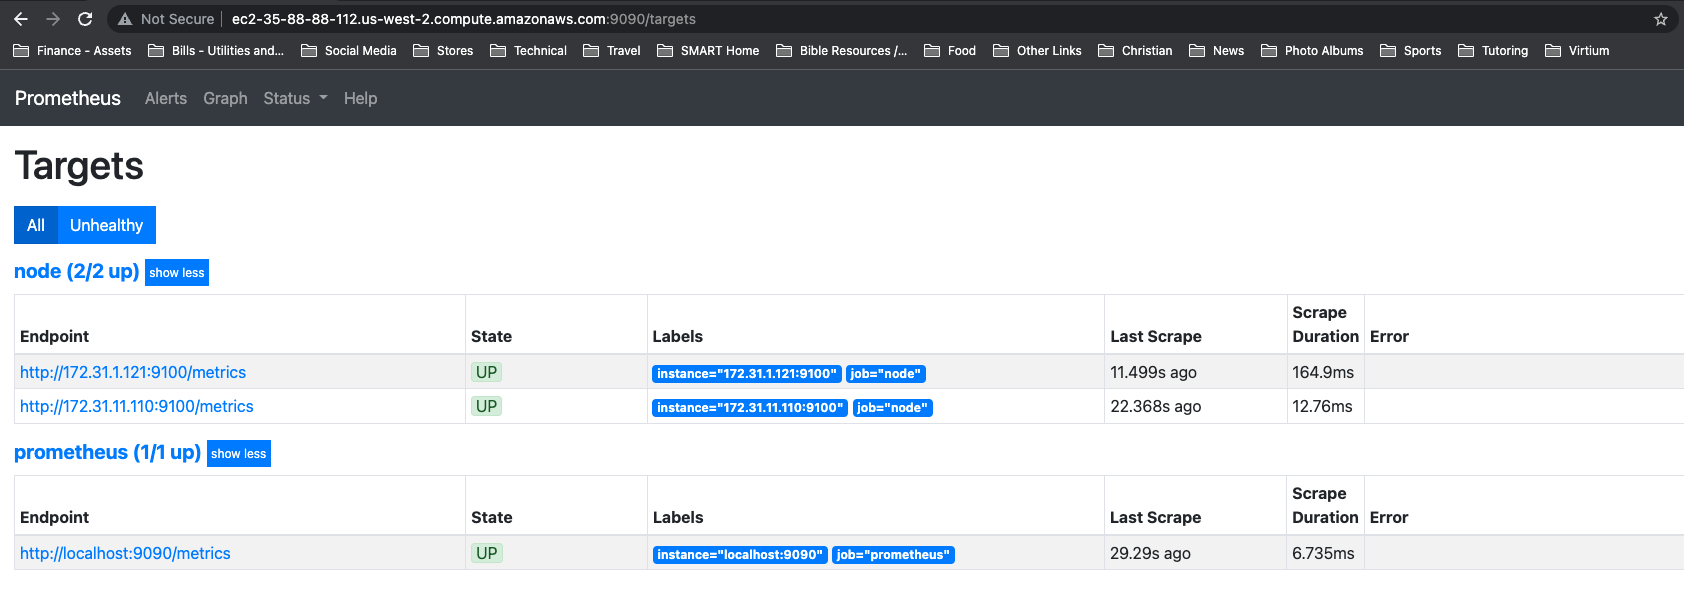 Not Secure ec2-35-88-88-112.us-west-2.compute.amazonaws.com:9090/targets
Finance - Assets Bills - Utilities and... Social Media Stores Technical Travel SMART Home Bible Resources /... Food Other Links Christian News Photo Albums Sports Tutoring Virtium
Prometheus Alerts Graph Status Help
Targets
All Unhealthy
node (2/2 up) show less
Endpoint State Labels Last Scrape Scrape Duration Error
http://172.31.1.121:9100/metrics UP instance="172.31.1.121:9100" job="node" 11.499s ago 164.9ms
http://172.31.11.110:9100/metrics UP instance="172.31.11.110:9100" job="node" 22.368s ago 12.76ms
prometheus (1/1 up) show less
Endpoint State Labels Last Scrape Scrape Duration Error
http://localhost:9090/metrics UP instance="localhost:9090" job="prometheus" 29.29s ago 6.735ms